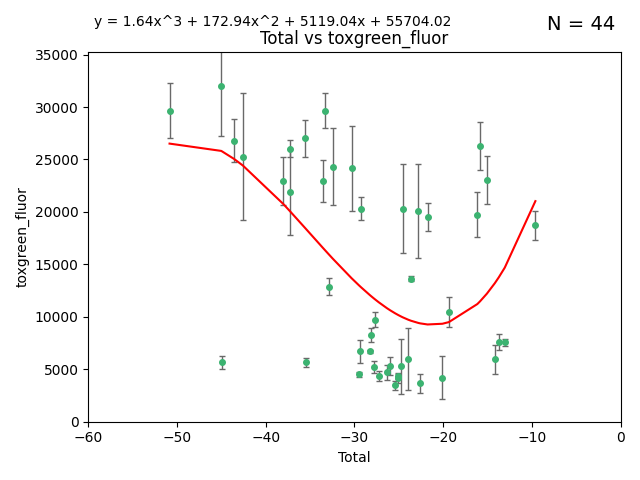 y = 1.64x^3 + 172.94x^2 + 5119.04x + 55704.02
N = 44
Total vs toxgreen_fluor
35000
30000
25000
20000
15000
10000
5000
0
toxgreen_fluor
−60 −50 −40 −30 −20 −10 0
Total